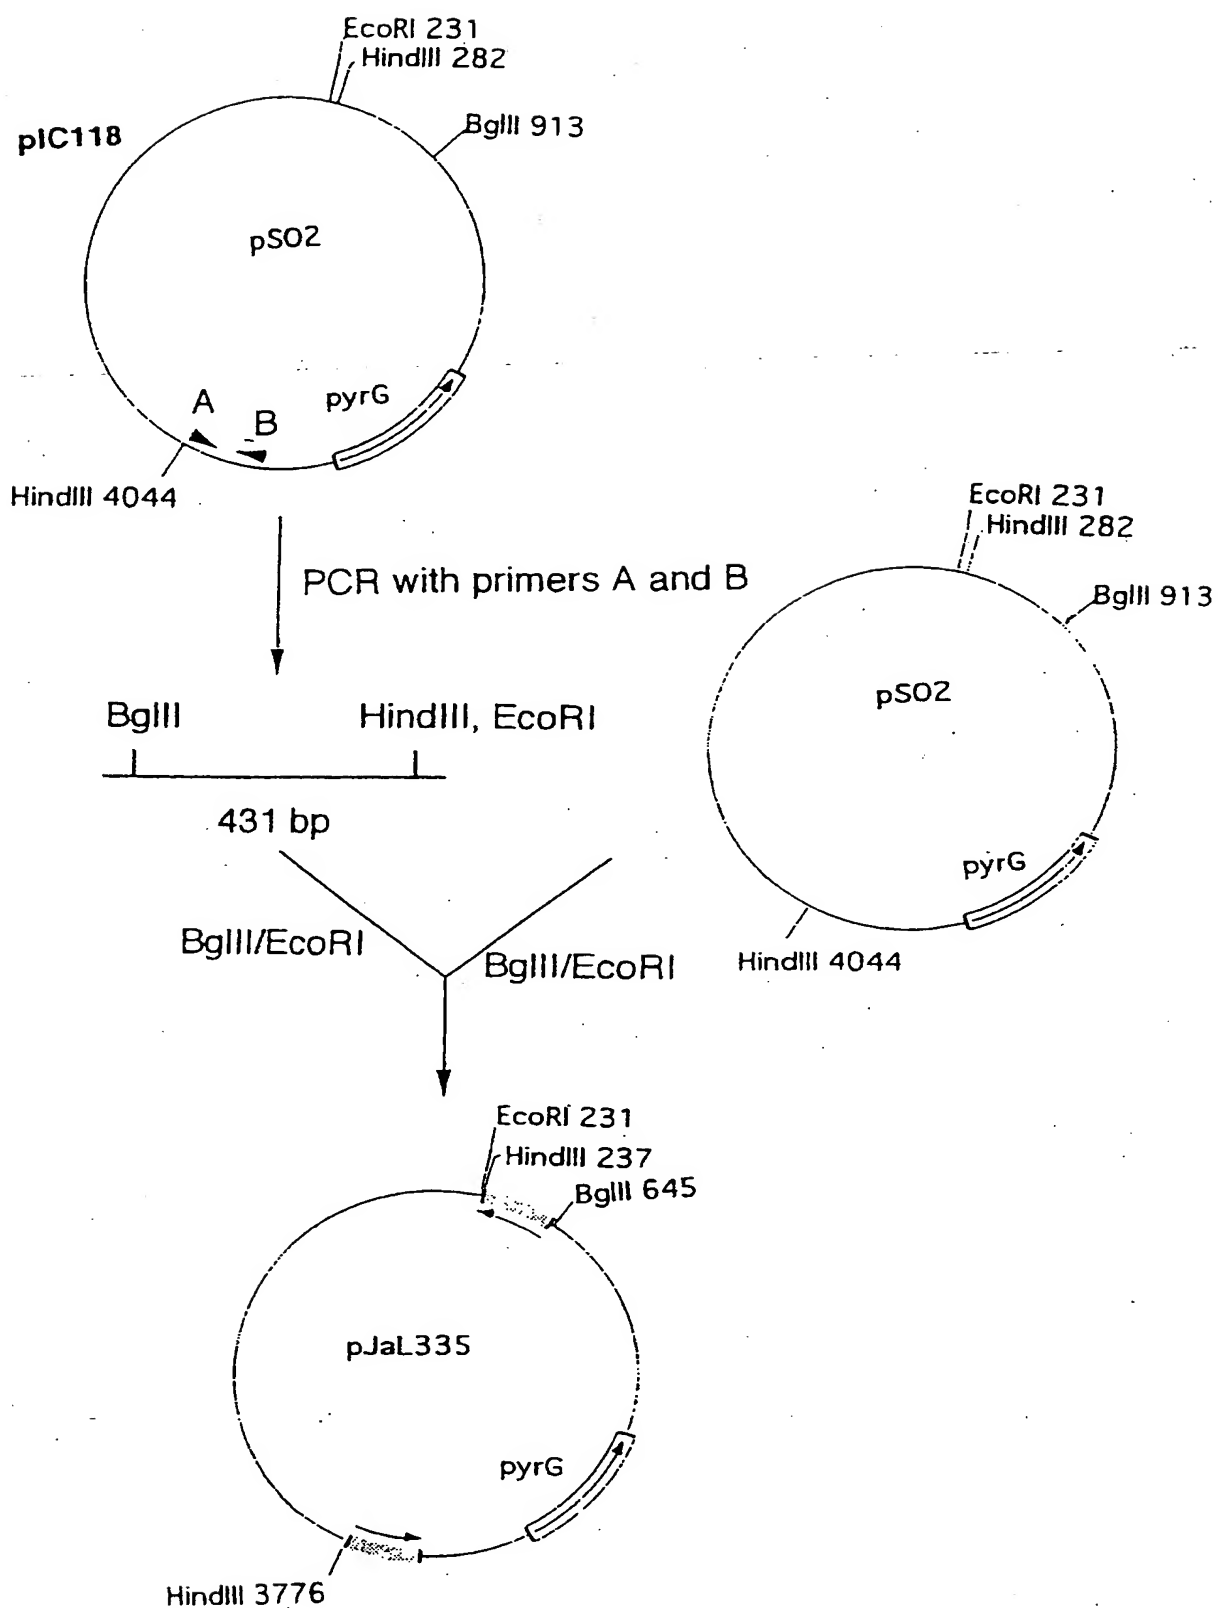 EcoRI 231
HindIII 282
BglII 913
pIC118
pSO2
A
B
pyrG
HindIII 4044
PCR with primers A and B
EcoRI 231
HindIII 282
BglII 913
pSO2
pyrG
HindIII 4044
BglII
HindIII, EcoRI
431 bp
BglII/EcoRI
BglII/EcoRI
EcoRI 231
HindIII 237
BglII 645
pJaL335
pyrG
HindIII 3776